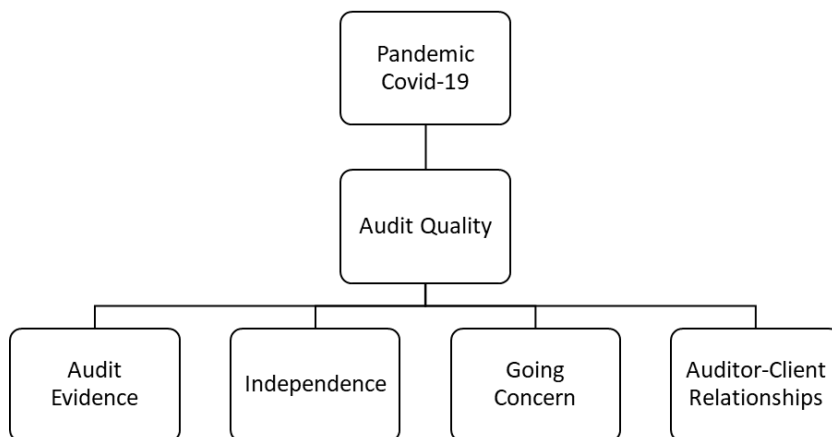 Pandemic
Covid-19
Audit Quality
Audit
Evidence
Independence
Going
Concern
Auditor-Client
Relationships